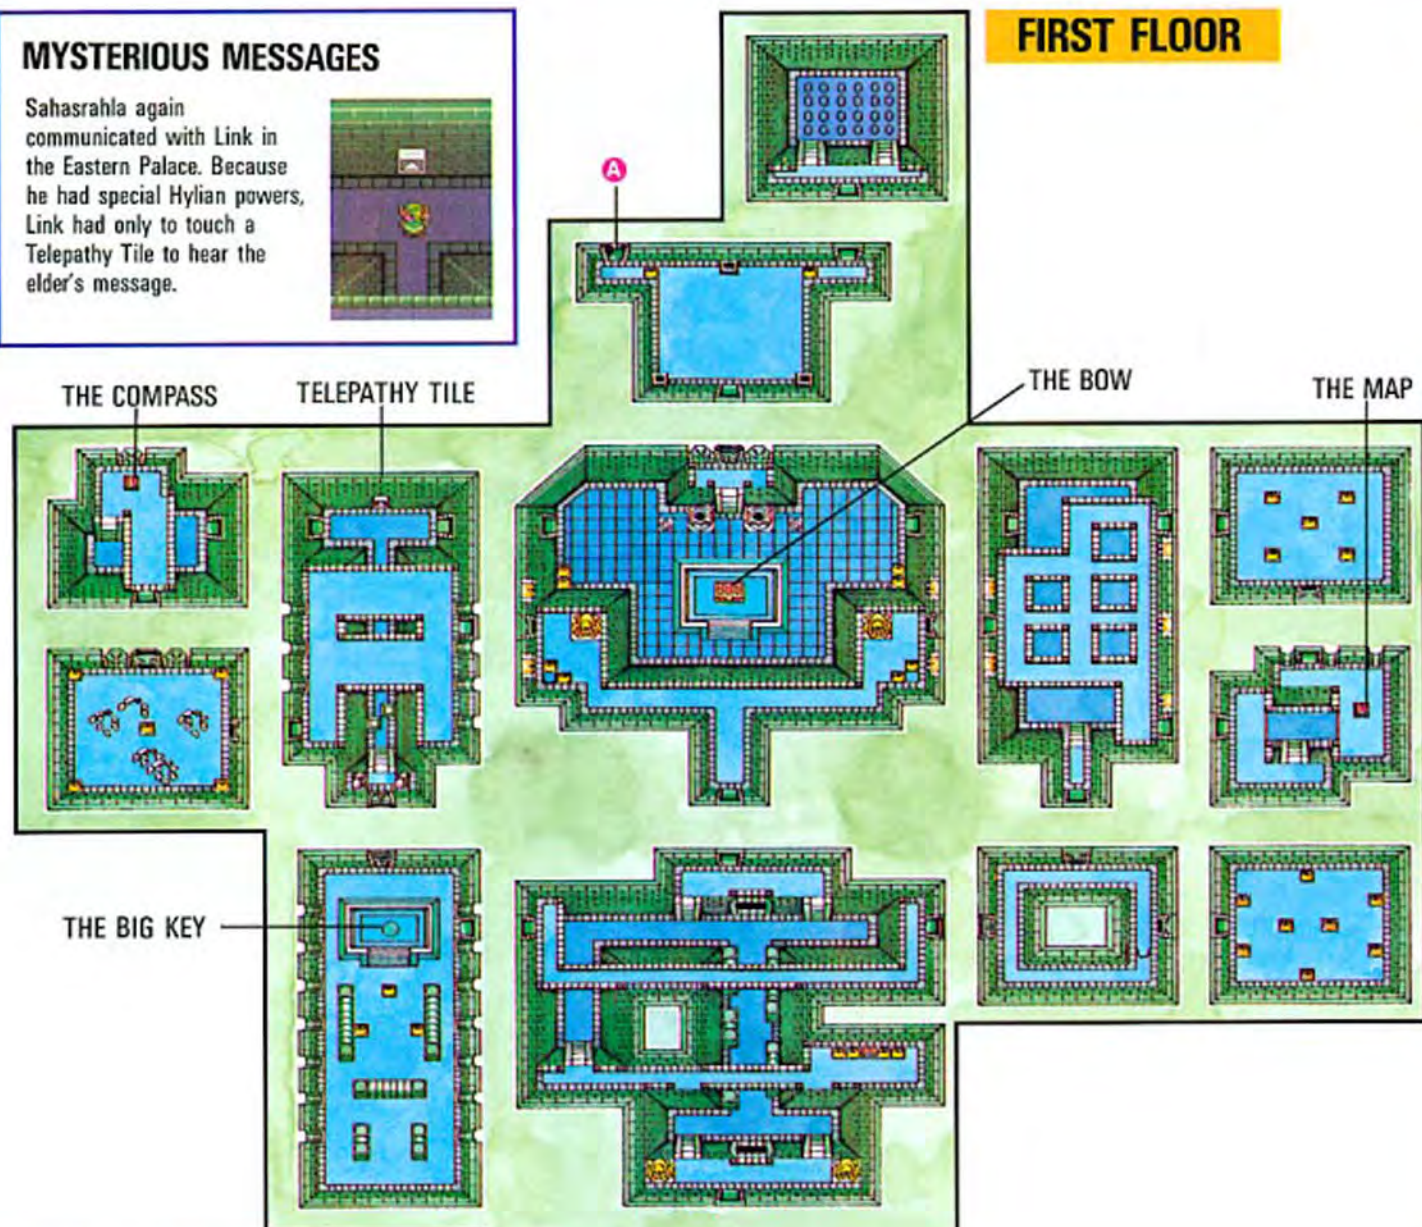 MYSTERIOUS MESSAGES
Sahasrahla again
communicated with Link in
the Eastern Palace. Because
he had special Hylian powers,
Link had only to touch a
Telepathy Tile to hear the
elder's message.
FIRST FLOOR
A
THE COMPASS
TELEPATHY TILE
THE BOW
THE MAP
THE BIG KEY